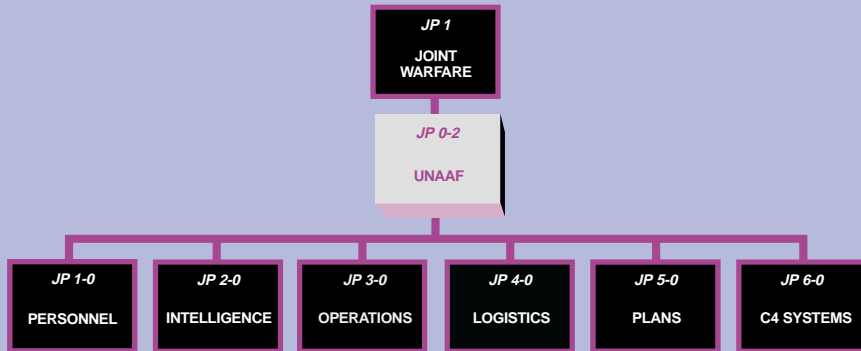 JP 1
JOINT
WARFARE
JP 0-2
UNAAF
JP 1-0
PERSONNEL
JP 2-0
INTELLIGENCE
JP 3-0
OPERATIONS
JP 4-0
LOGISTICS
JP 5-0
PLANS
JP 6-0
C4 SYSTEMS